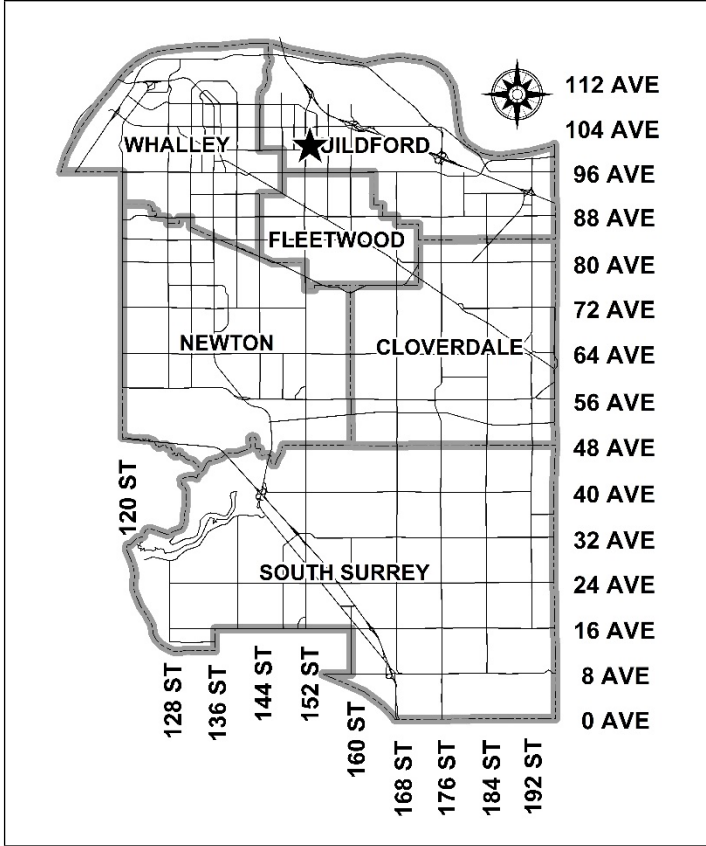 112 AVE
104 AVE
WHALLEY
UILDFORD
96 AVE
88 AVE
FLEETWOOD
80 AVE
72 AVE
NEWTON
CLOVERDALE
64 AVE
56 AVE
48 AVE
120 ST
40 AVE
32 AVE
SOUTH SURREY
24 AVE
16 AVE
8 AVE
0 AVE
128 ST
136 ST
144 ST
152 ST
160 ST
168 ST
176 ST
184 ST
192 ST